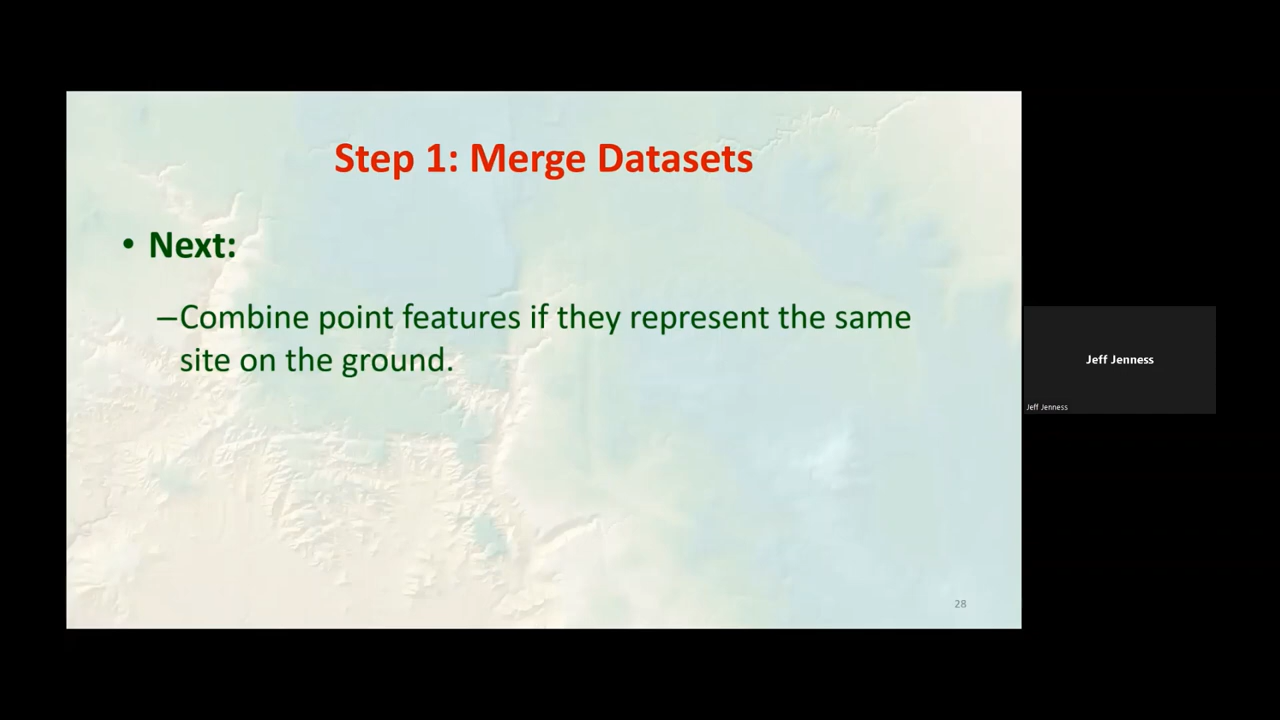 Step 1: Merge Datasets
• Next:
–Combine point features if they represent the same
site on the ground.
28
Jeff Jenness
Jeff Jenness